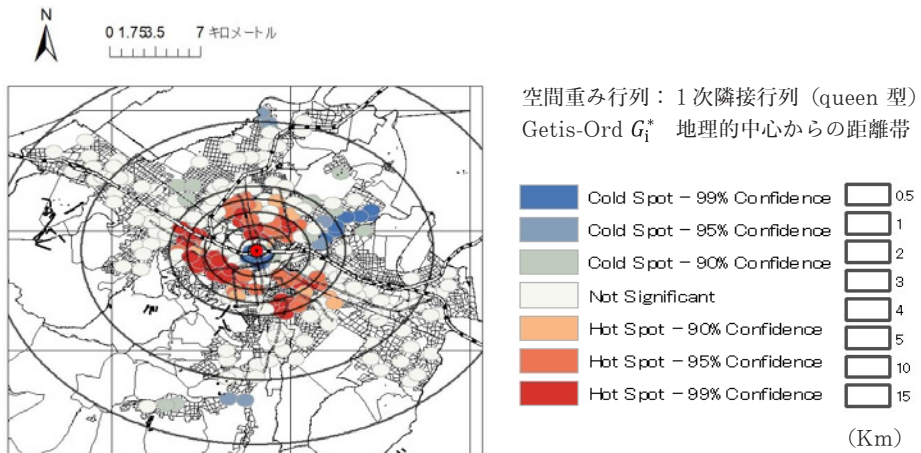 N
0 1.753.5 7 キロメートル
空間重み行列：１次隣接行列（queen 型）
Getis-Ord G*i 地理的中心からの距離帯
Cold Spot – 99% Confidence
Cold Spot – 95% Confidence
Cold Spot – 90% Confidence
Not Significant
Hot Spot – 90% Confidence
Hot Spot – 95% Confidence
Hot Spot – 99% Confidence
0.5
1
2
3
4
5
10
15
（Km）